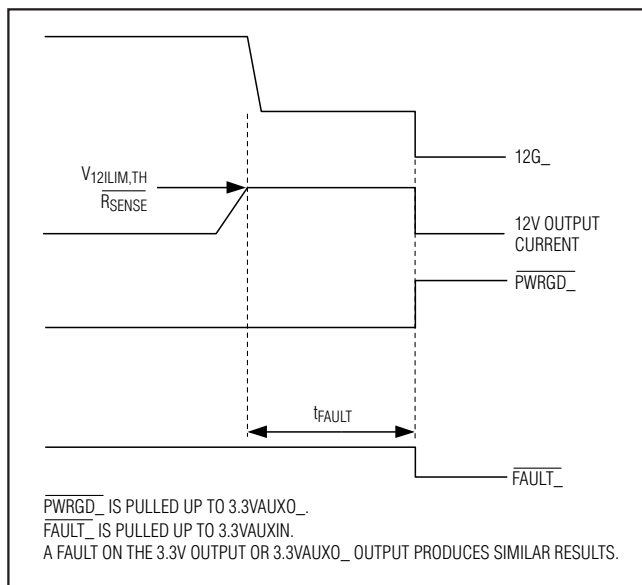 12G_
V12ILIM,TH
RSENSE
12V OUTPUT
CURRENT
PWRGD_
tFAULT
FAULT_
PWRGD_ IS PULLED UP TO 3.3VAUXO_.
FAULT_ IS PULLED UP TO 3.3VAUXIN.
A FAULT ON THE 3.3V OUTPUT OR 3.3VAUXO_ OUTPUT PRODUCES SIMILAR RESULTS.